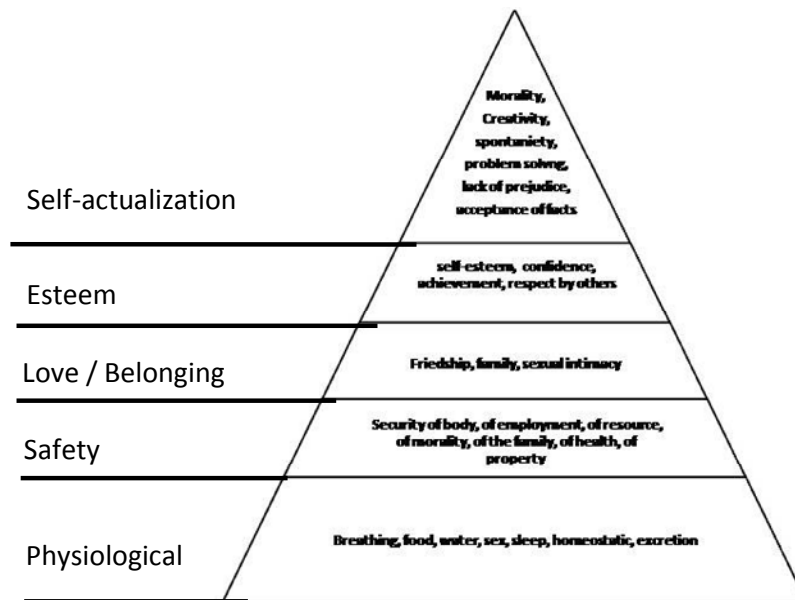 Morality,
Creativity,
spontuniety,
problem solvng,
lack of prejudice,
acceptance of facts
Self-actualization
self-esteem, confidence,
achievement, respect by others
Esteem
Friedship, family, sexual intimacy
Love / Belonging
Security of body, of employment, of resource,
of morality, of the family, of health, of
property
Safety
Breathing, food, water, sex, sleep, homeostatic, excretion
Physiological